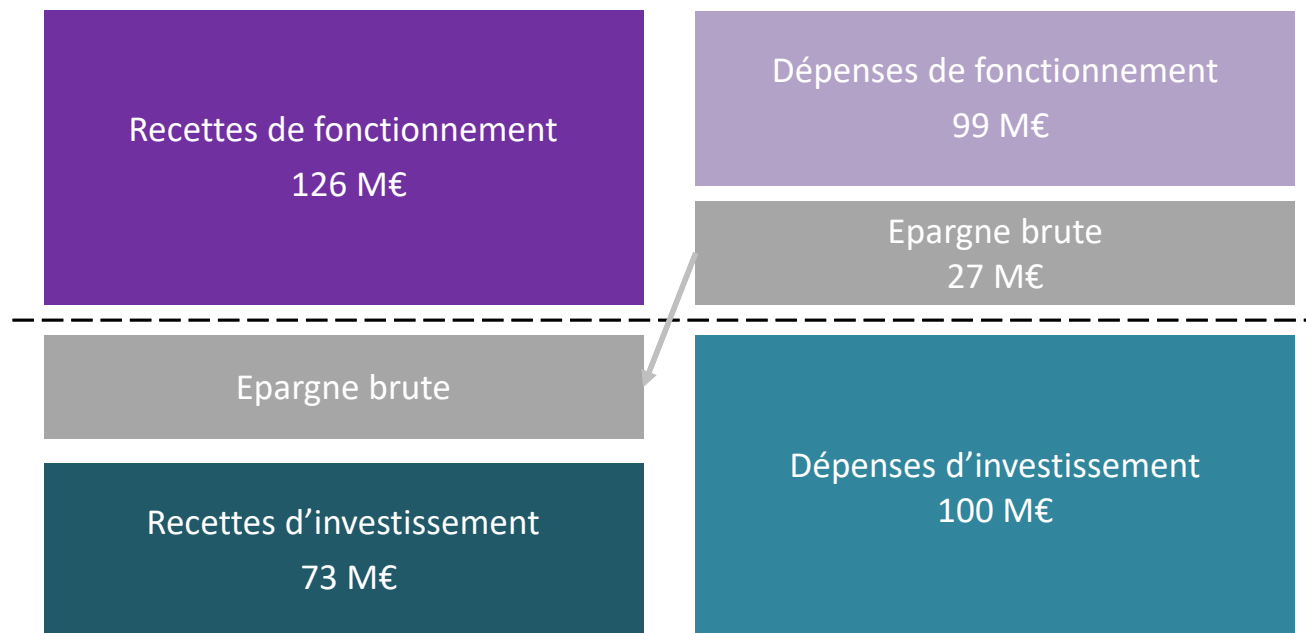 Recettes de fonctionnement
126 M€
Dépenses de fonctionnement
99 M€
Epargne brute
27 M€
Epargne brute
Recettes d’investissement
73 M€
Dépenses d’investissement
100 M€